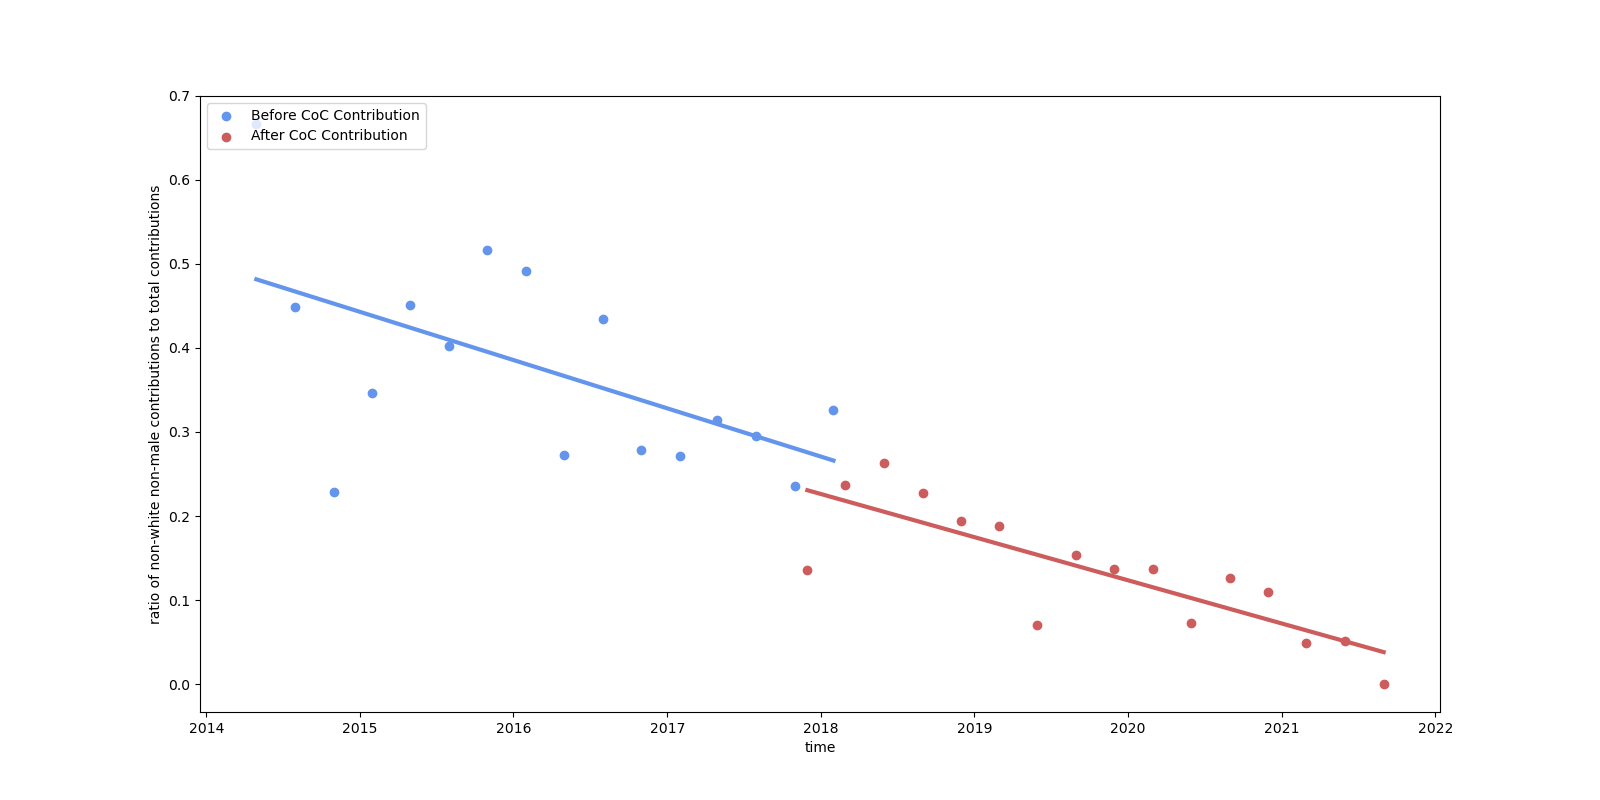 0.7
0.6
0.5
0.4
0.3
0.2
0.1
0.0
ratio of non-white non-male contributions to total contributions
Before CoC Contribution
After CoC Contribution
2014 2015 2016 2017 2018 2019 2020 2021 2022
time